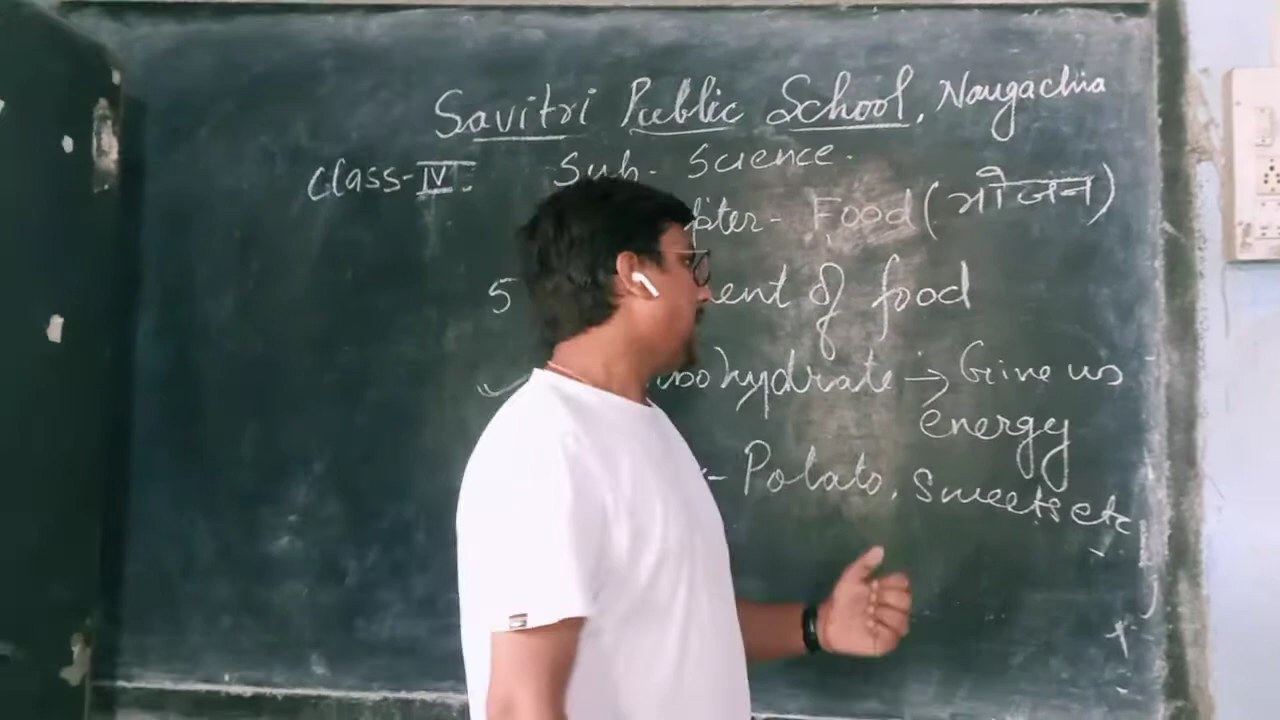 Savitri Public School, Naugachia
Class-IV. Sub- Science.
pter- Food (भोजन)
5 ent of food
bohydrate → Give us
energy
- Potato, Sweets etc